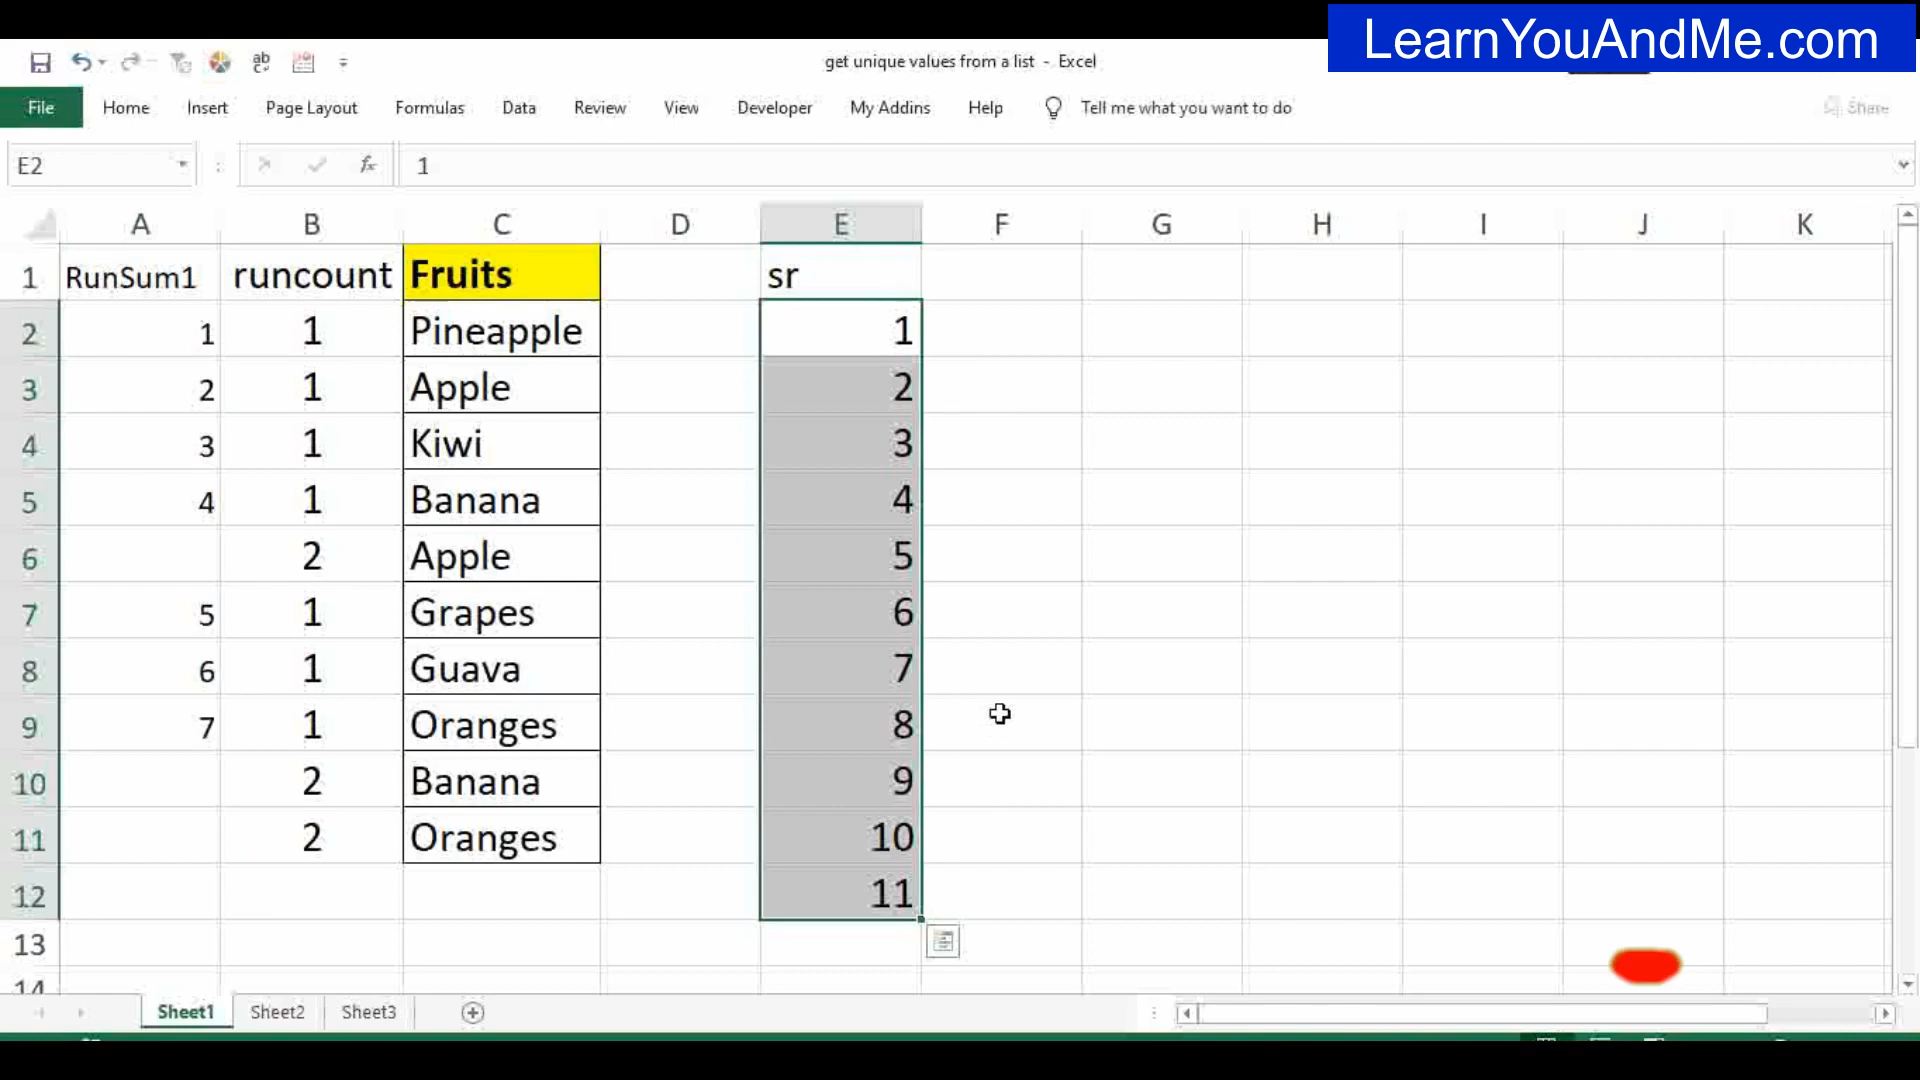 LearnYouAndMe.com
get unique values from a list - Excel
File Home Insert Page Layout Formulas Data Review View Developer My Addins Help Tell me what you want to do Share
E2 fx 1
A B C D E F G H I J K
1 RunSum1 runcount Fruits sr
2 1 1 Pineapple 1
3 2 1 Apple 2
4 3 1 Kiwi 3
5 4 1 Banana 4
6 2 Apple 5
7 5 1 Grapes 6
8 6 1 Guava 7
9 7 1 Oranges 8
10 2 Banana 9
11 2 Oranges 10
12 11
13
14
Sheet1 Sheet2 Sheet3